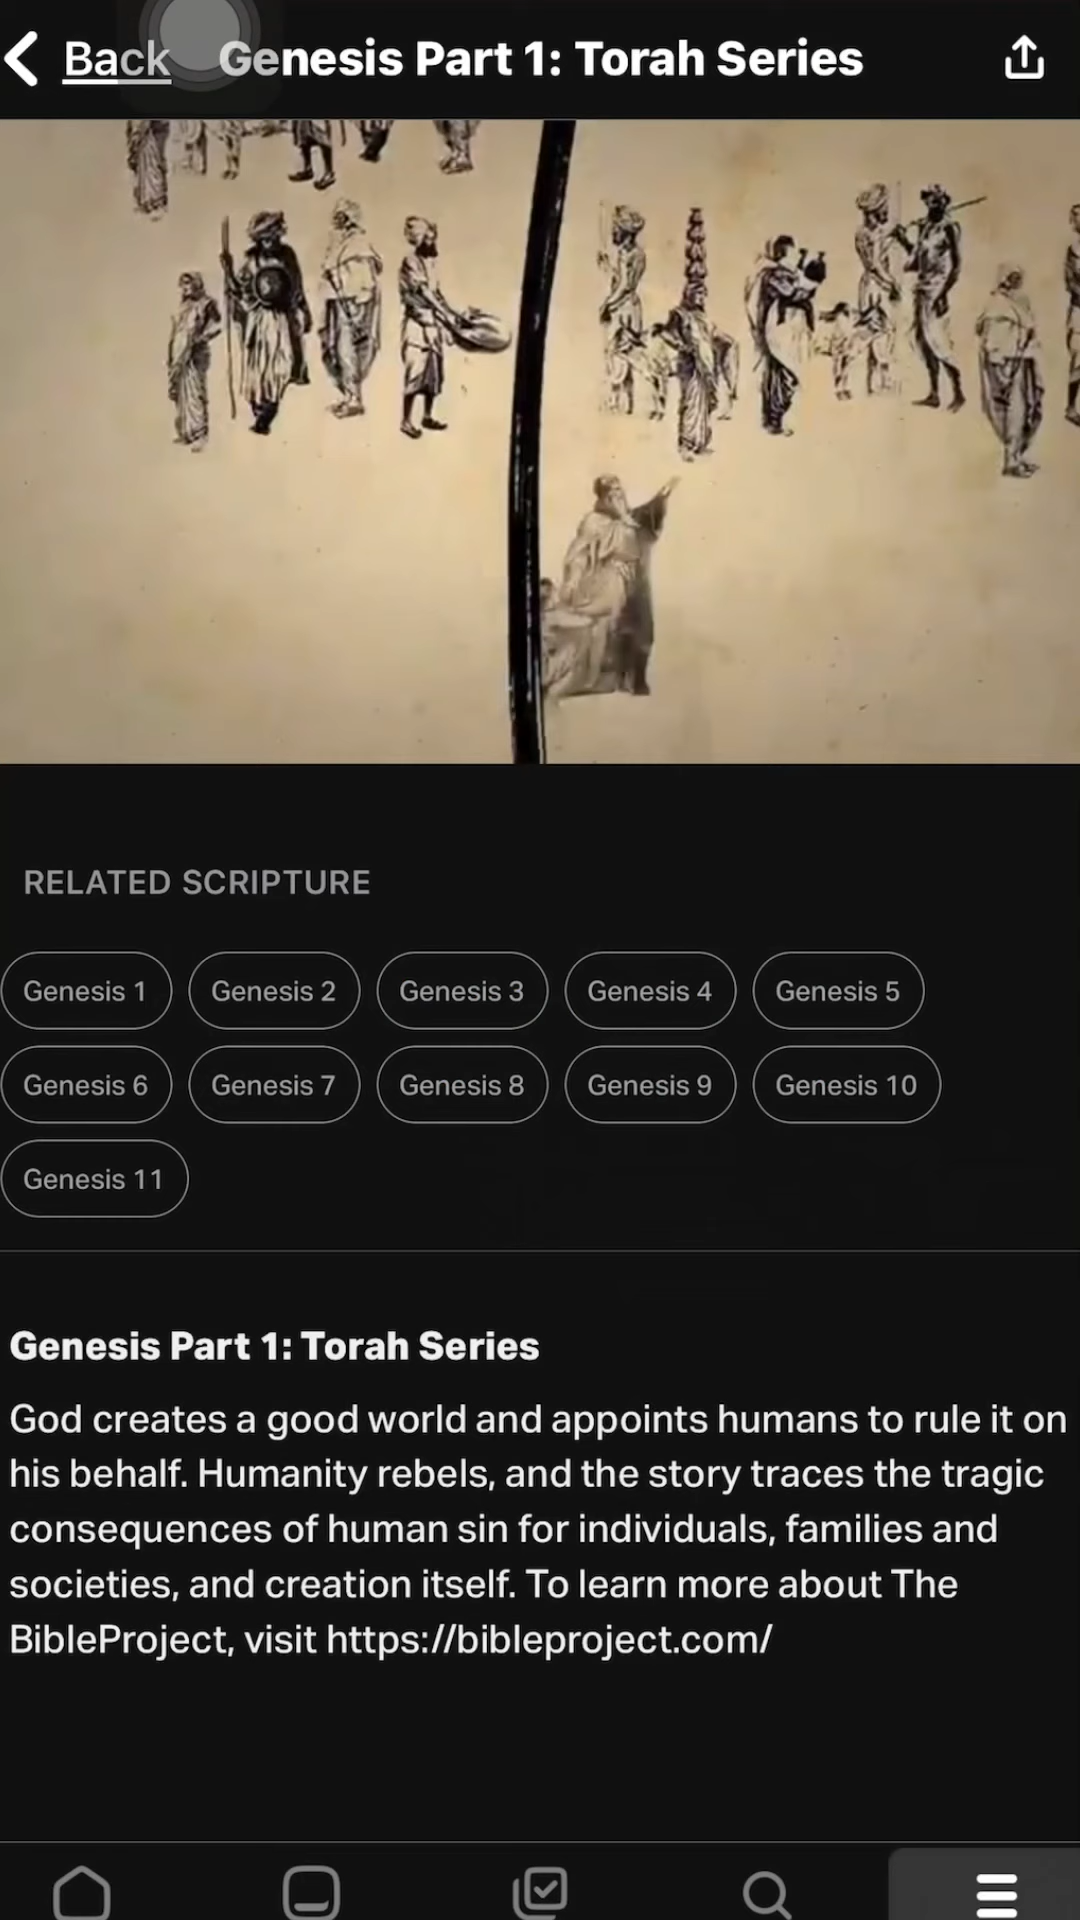 Back Genesis Part 1: Torah Series
RELATED SCRIPTURE
Genesis 1 Genesis 2 Genesis 3 Genesis 4 Genesis 5
Genesis 6 Genesis 7 Genesis 8 Genesis 9 Genesis 10
Genesis 11
Genesis Part 1: Torah Series
God creates a good world and appoints humans to rule it on
his behalf. Humanity rebels, and the story traces the tragic
consequences of human sin for individuals, families and
societies, and creation itself. To learn more about The
BibleProject, visit https://bibleproject.com/